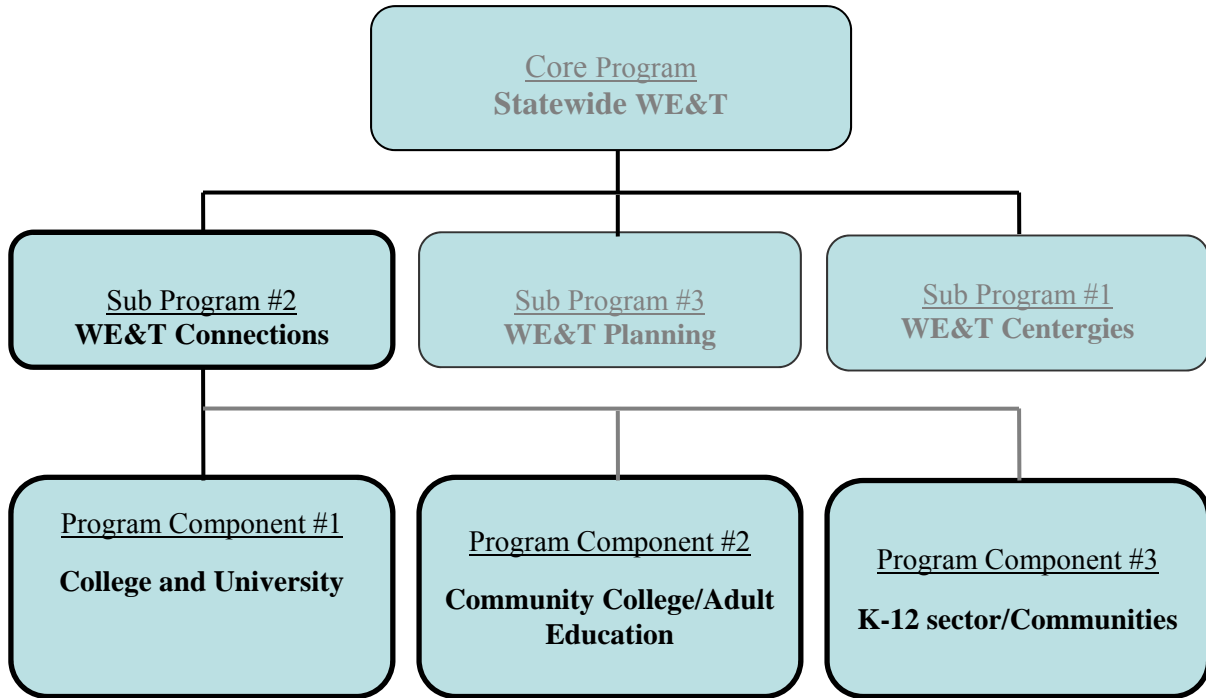 Core Program
Statewide WE&T
Sub Program #2
WE&T Connections
Sub Program #3
WE&T Planning
Sub Program #1
WE&T Centergies
Program Component #1
College and University
Program Component #2
Community College/Adult
Education
Program Component #3
K-12 sector/Communities